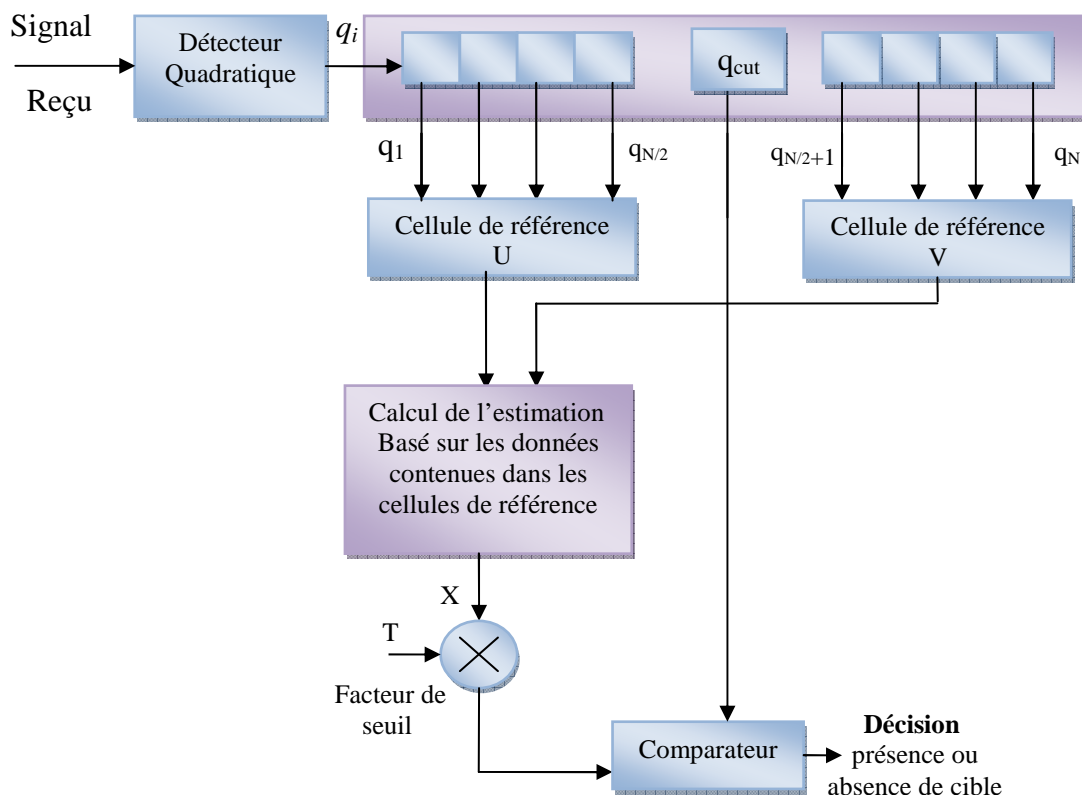 Signal
Reçu
Détecteur
Quadratique
qi
qcut
q1
qN/2
qN/2+1
qN
Cellule de référence
U
Cellule de référence
V
Calcul de l’estimation
Basé sur les données
contenues dans les
cellules de référence
X
T
Facteur de
seuil
Comparateur
Décision
présence ou
absence de cible